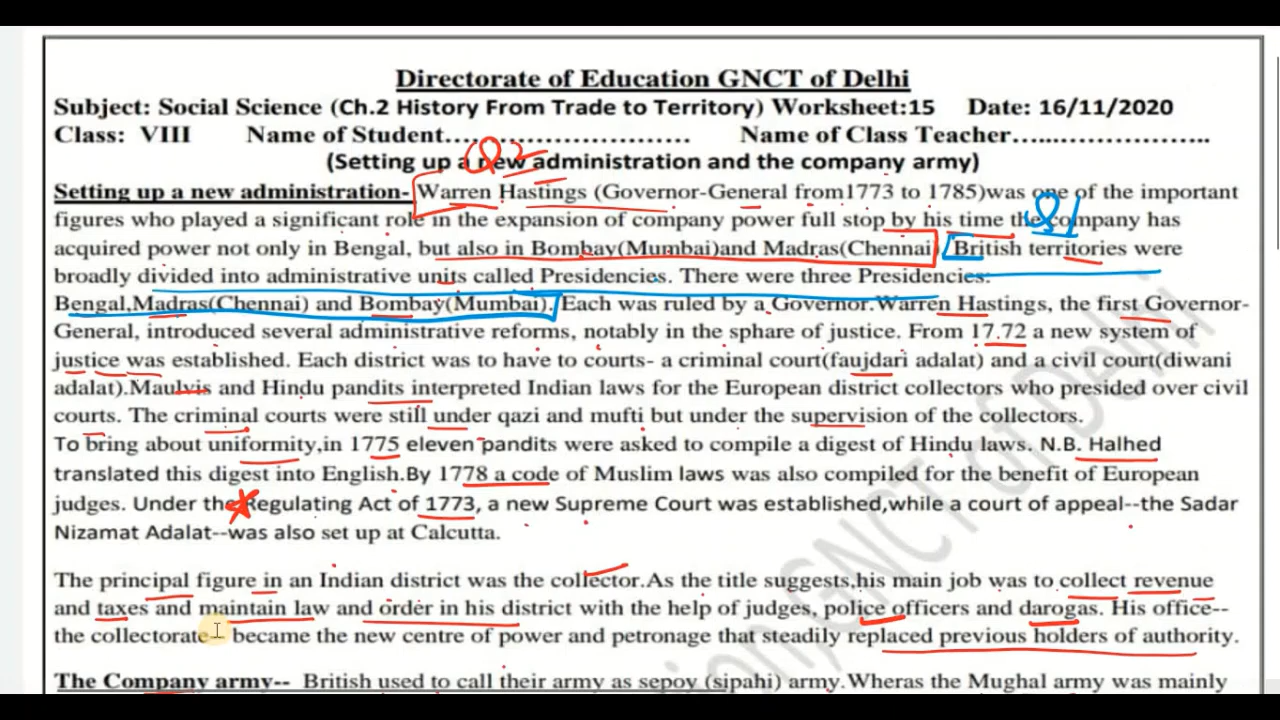 Directorate of Education GNCT of Delhi
Subject: Social Science (Ch.2 History From Trade to Territory) Worksheet:15 Date: 16/11/2020
Class: VIII Name of Student................................ Name of Class Teacher.........................
Q2
(Setting up a new administration and the company army)
Setting up a new administration- Warren Hastings (Governor-General from1773 to 1785)was one of the important
figures who played a significant role in the expansion of company power full stop by his time the company has
Q1
acquired power not only in Bengal, but also in Bombay(Mumbai)and Madras(Chennai) British territories were
broadly divided into administrative units called Presidencies. There were three Presidencies:
Bengal,Madras(Chennai) and Bombay(Mumbai). Each was ruled by a Governor.Warren Hastings, the first Governor-
General, introduced several administrative reforms, notably in the sphare of justice. From 17.72 a new system of
justice was established. Each district was to have to courts- a criminal court(faujdari adalat) and a civil court(diwani
adalat).Maulvis and Hindu pandits interpreted Indian laws for the European district collectors who presided over civil
courts. The criminal courts were still under qazi and mufti but under the supervision of the collectors.
To bring about uniformity,in 1775 eleven pandits were asked to compile a digest of Hindu laws. N.B. Halhed
translated this digest into English.By 1778 a code of Muslim laws was also compiled for the benefit of European
judges. Under the Regulating Act of 1773, a new Supreme Court was established,while a court of appeal--the Sadar
Nizamat Adalat--was also set up at Calcutta.
The principal figure in an Indian district was the collector.As the title suggests,his main job was to collect revenue
and taxes and maintain law and order in his district with the help of judges, police officers and darogas. His office--
the collectorate- became the new centre of power and petronage that steadily replaced previous holders of authority.
The Company army-- British used to call their army as sepoy (sipahi) army.Wheras the Mughal army was mainly